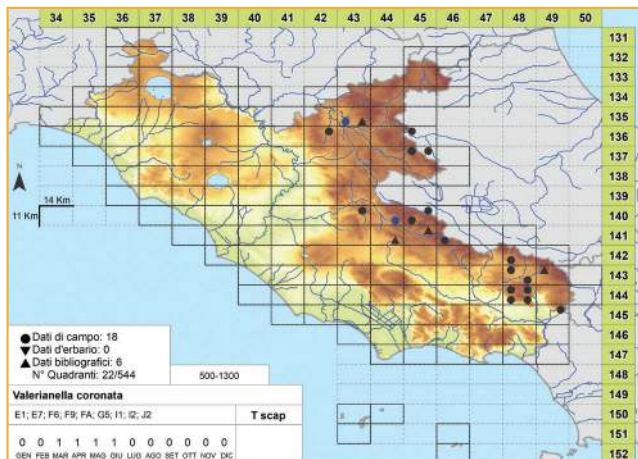 34 35 36 37 38 39 40 41 42 43 44 45 46 47 48 49 50
131
132
133
134
135
136
137
138
139
140
141
142
143
144
145
146
147
148
149
150
151
152
N
14 Km
11 Km
Dati di campo: 18
Dati d'erbario: 0
Dati bibliografici: 6
N° Quadranti: 22/544
500-1300
Valerianella coronata
E1; E7; F6; F9; FA; G5; I1; I2; J2
T scap
0 0 1 1 1 1 0 0 0 0 0 0
GEN FEB MAR APR MAG GIU LUG AGO SET OTT NOV DIC